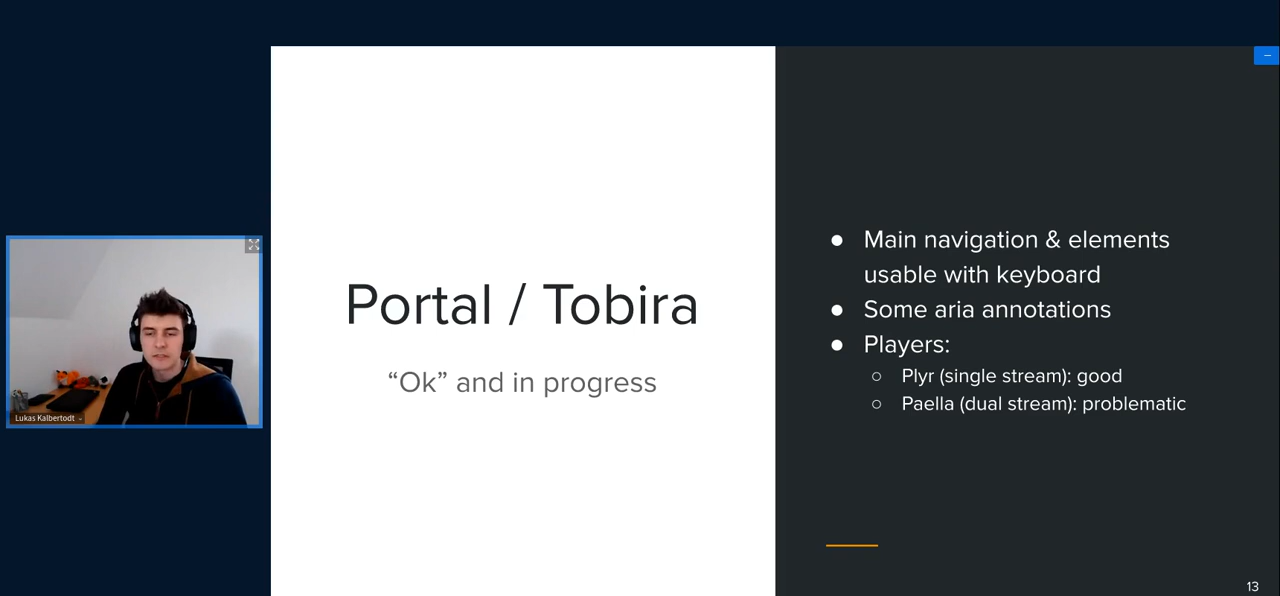 Portal / Tobira
“Ok” and in progress
● Main navigation & elements
usable with keyboard
● Some aria annotations
● Players:
○ Plyr (single stream): good
○ Paella (dual stream): problematic
Lukas Kalbertodt
13